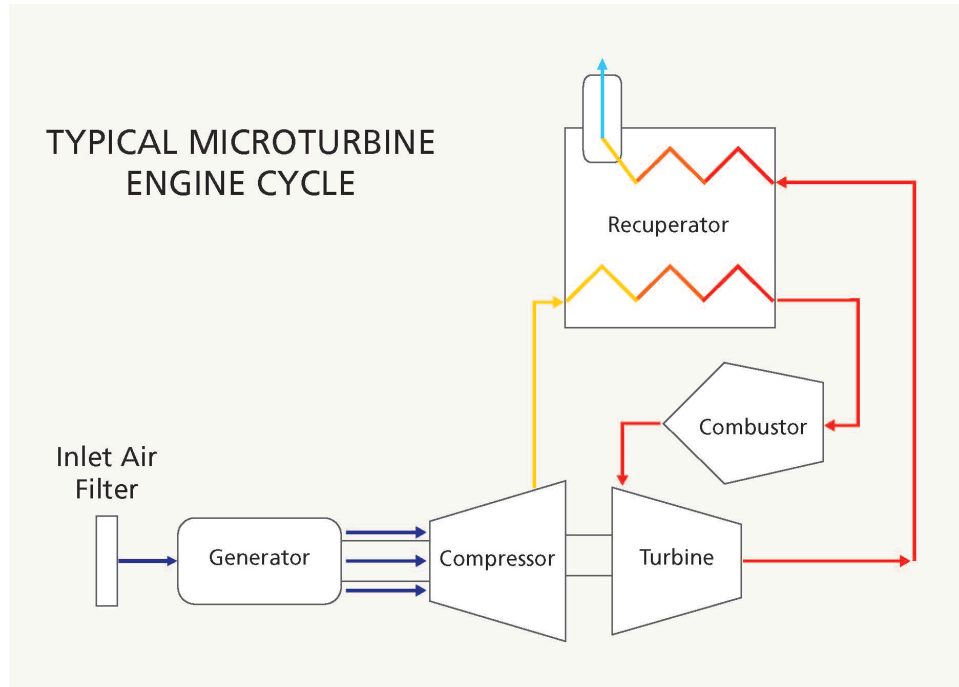 TYPICAL MICROTURBINE
ENGINE CYCLE
Recuperator
Combustor
Inlet Air
Filter
Generator
Compressor
Turbine